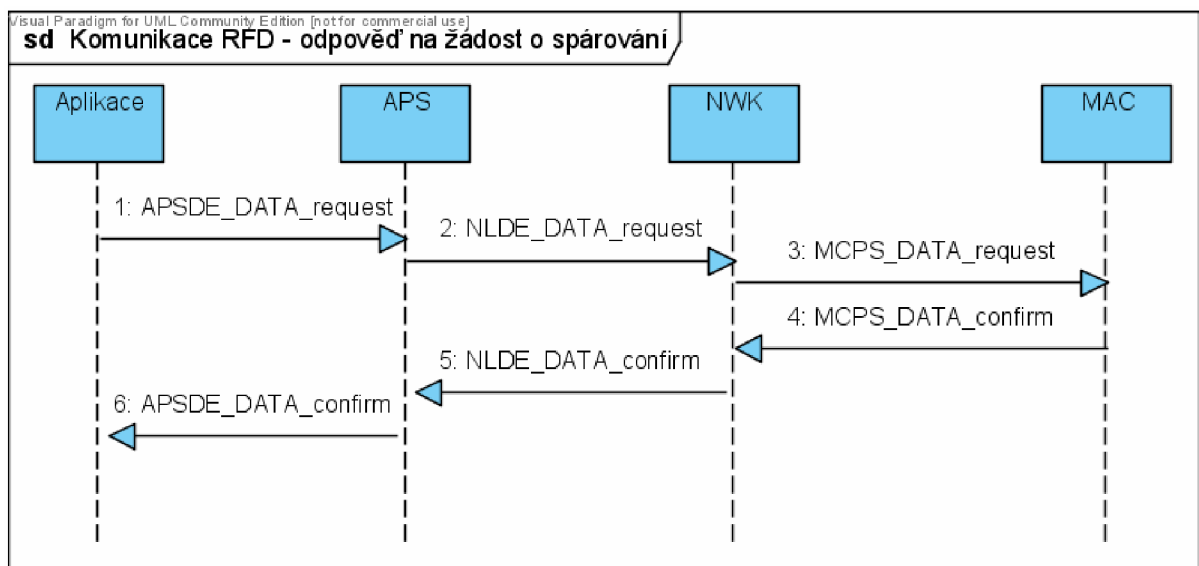 Visual Paradigm for UML Community Edition [not for commercial use]
sd Komunikace RFD - odpověď na žádost o spárování
Aplikace
APS
NWK
MAC
1: APSDE_DATA_request
2: NLDE_DATA_request
3: MCPS_DATA_request
4: MCPS_DATA_confirm
5: NLDE_DATA_confirm
6: APSDE_DATA_confirm